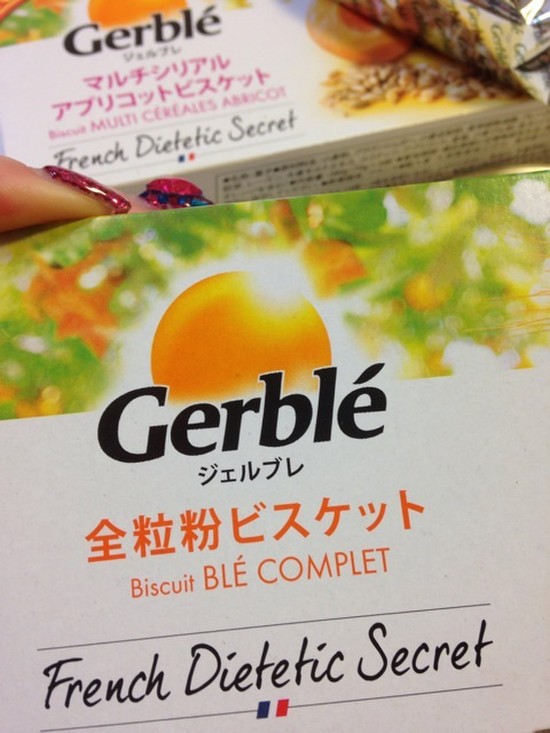 Gerblé
ジェルブレ
マルチシリアル
アプリコットビスケット
Biscuit MULTI CÉRÉALES ABRICOT
French Dietetic Secret
Gerblé
ジェルブレ
全粒粉ビスケット
Biscuit BLÉ COMPLET
French Dietetic Secret